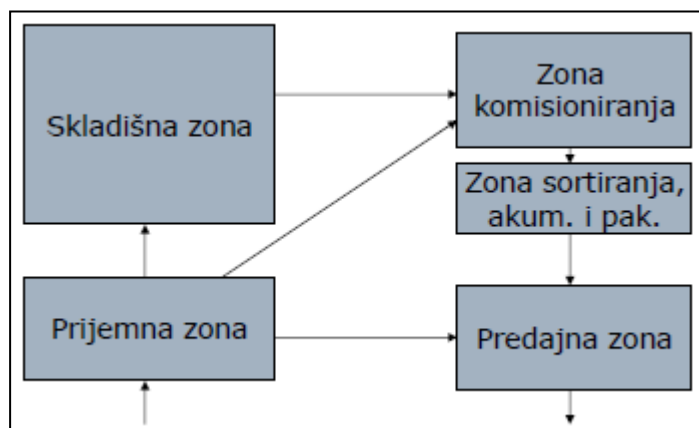 Skladišna zona
Zona
komisioniranja
Zona sortiranja,
akum. i pak.
Prijemna zona
Predajna zona